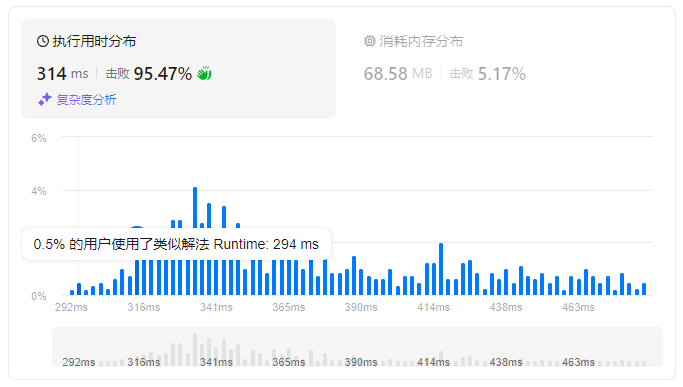 执行用时分布
314 ms 击败 95.47%
复杂度分析
消耗内存分布
68.58 MB 击败 5.17%
6%
4%
0.5% 的用户使用了类似解法 Runtime: 294 ms
0%
292ms 316ms 341ms 365ms 390ms 414ms 438ms 463ms
292ms 316ms 341ms 365ms 390ms 414ms 438ms 463ms